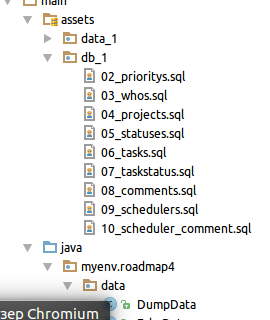 main
assets
data_1
db_1
02_prioritys.sql
03_whos.sql
04_projects.sql
05_statuses.sql
06_tasks.sql
07_taskstatus.sql
08_comments.sql
09_schedulers.sql
10_scheduler_comment.sql
java
myenv.roadmap4
data
зер Chromium
DumpData